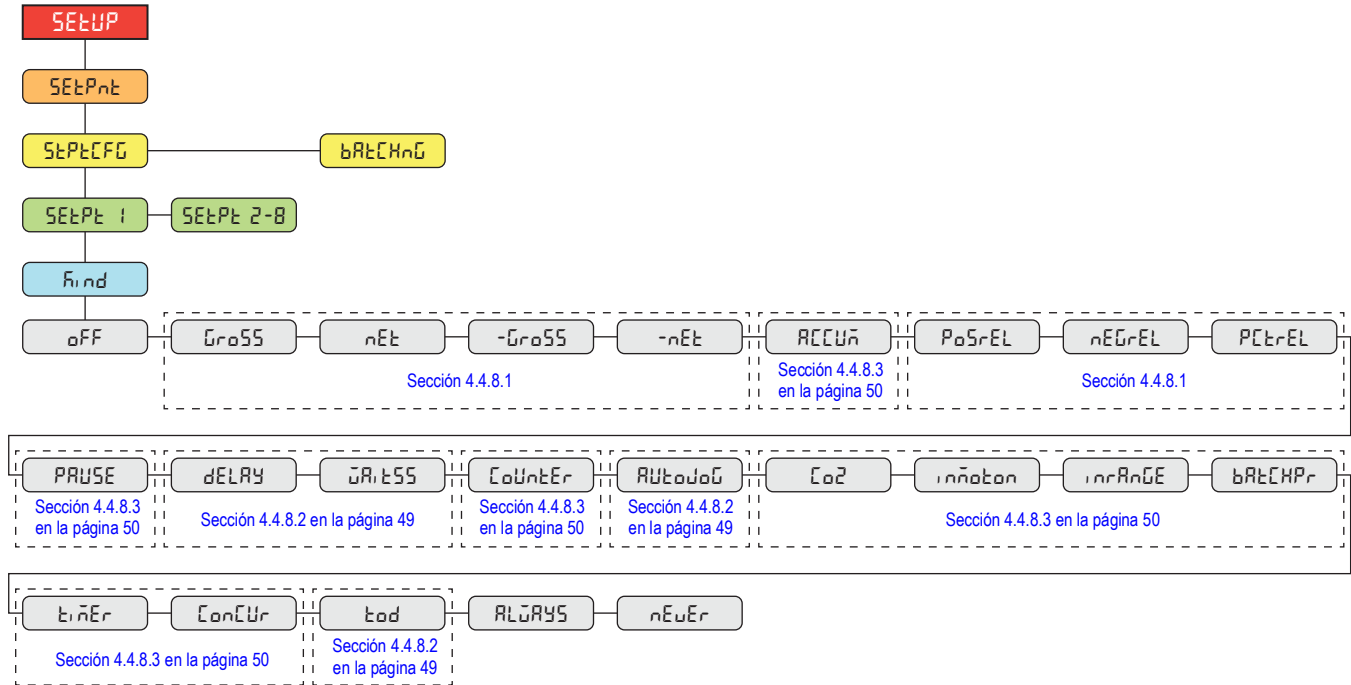 SEtUP
SEtPnt
StPtCFG
bAtCHnG
SEtPt 1
SEtPt 2-8
kind
oFF
GroSS
nEt
-GroSS
-nEt
ACCUm
PoSrEL
nEGrEL
PCtrEL
Sección 4.4.8.1
Sección 4.4.8.3
en la página 50
Sección 4.4.8.1
PAUSE
dELAY
wAitSS
CoUntEr
AUtoJoG
Co2
inmoton
inrAnGE
bAtCHPr
Sección 4.4.8.3
en la página 50
Sección 4.4.8.2 en la página 49
Sección 4.4.8.3
en la página 50
Sección 4.4.8.2
en la página 49
Sección 4.4.8.3 en la página 50
timEr
ConCUr
tod
ALwAYS
nEvEr
Sección 4.4.8.3 en la página 50
Sección 4.4.8.2
en la página 49